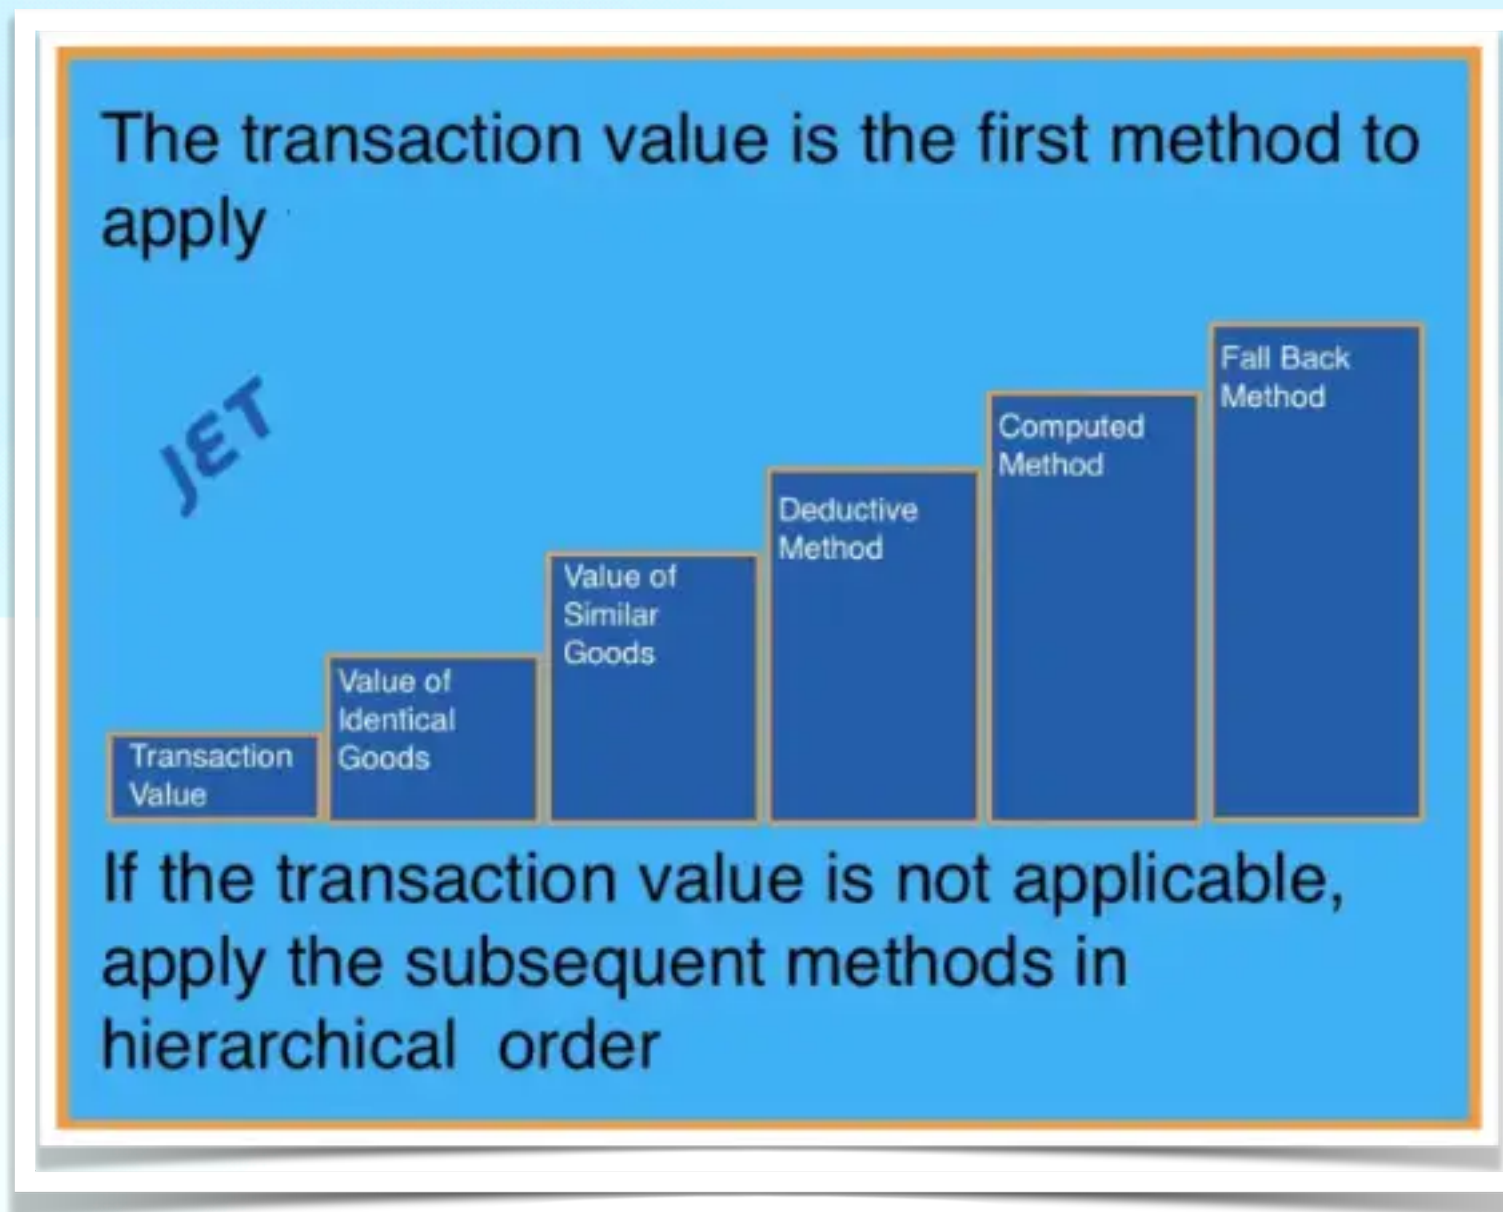 The transaction value is the first method to
apply
JET
Transaction
Value
Value of
Identical
Goods
Value of
Similar
Goods
Deductive
Method
Computed
Method
Fall Back
Method
If the transaction value is not applicable,
apply the subsequent methods in
hierarchical order